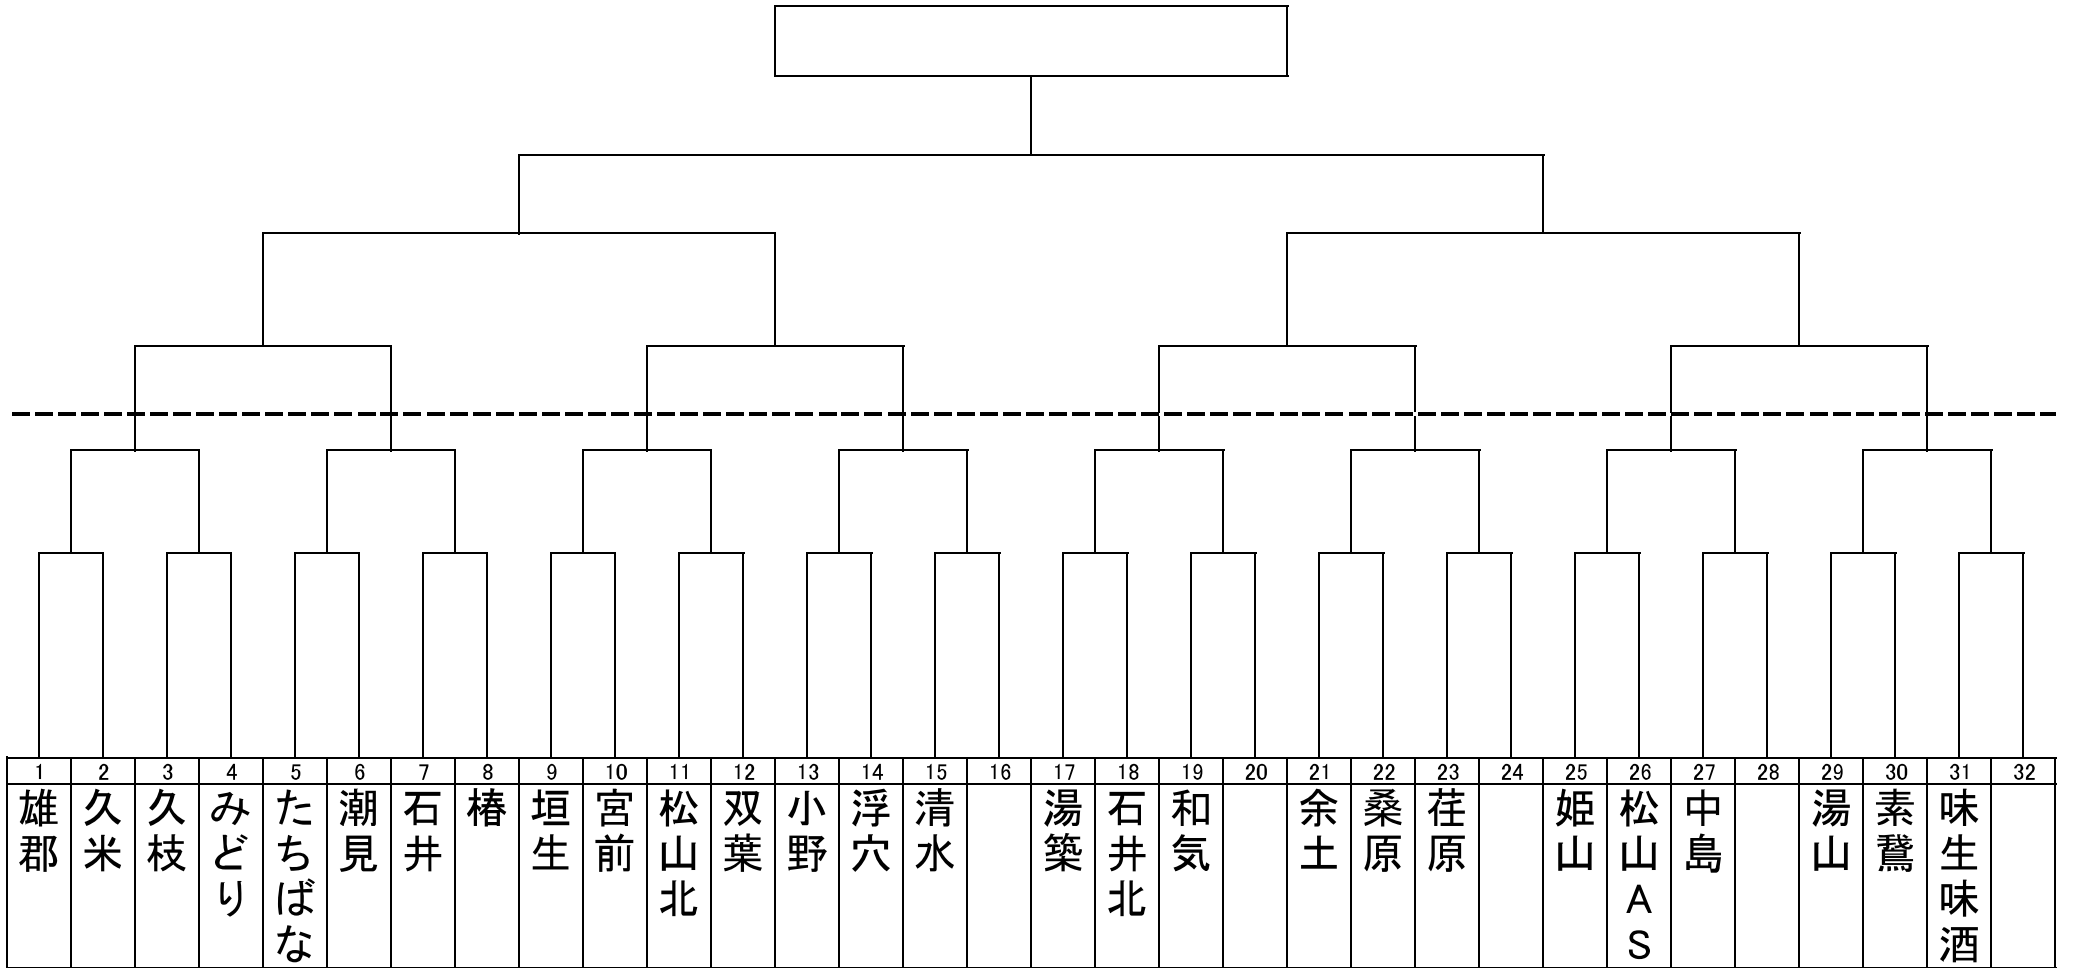 1 2 3 4 5 6 7 8 9 10 11 12 13 14 15 16 17 18 19 20 21 22 23 24 25 26 27 28 29 30 31 32
雄郡
久米
久枝
みどり
たちばな
潮見
石井
椿
垣生
宮前
松山北
双葉
小野
浮穴
清水
湯築
石井北
和気
余土
桑原
荏原
姫山
松山AS
中島
湯山
素鵞
味生味酒